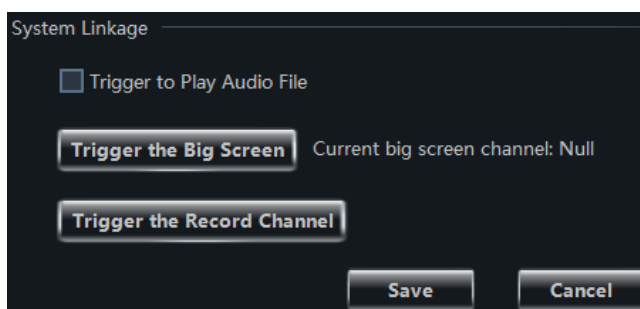 System Linkage
Trigger to Play Audio File
Trigger the Big Screen Current big screen channel: Null
Trigger the Record Channel
Save Cancel